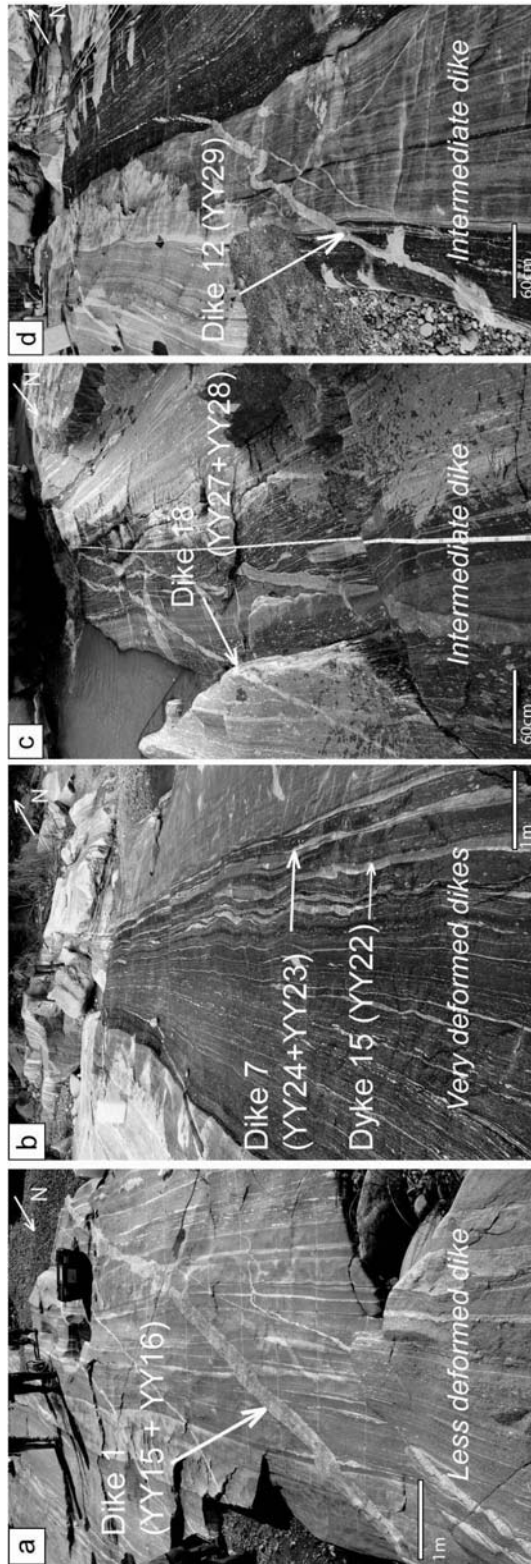 a
N
Dike 1
(YY15 + YY16)
m
Less deformed dike
b
N
Dike 7
(YY24+YY23)
Dyke 15 (YY22)
1m
Very deformed dikes
c
N
Dike 18
(YY27+YY28)
60cm
Intermediate dike
d
N
Dike 12 (YY29)
60cm
Intermediate dike